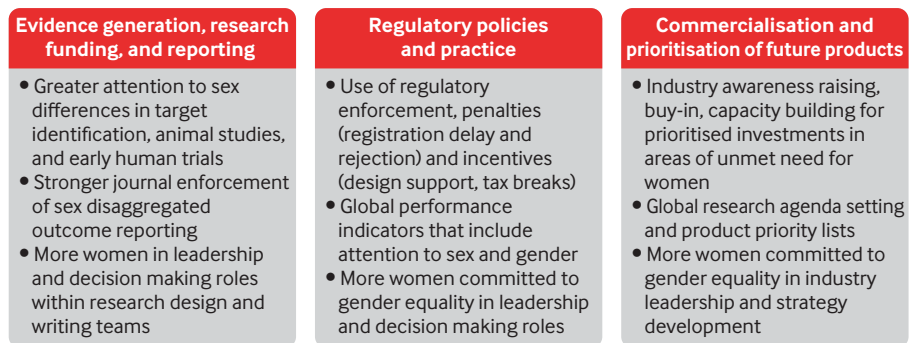 Evidence generation, research
funding, and reporting
• Greater attention to sex
differences in target
identification, animal studies,
and early human trials
• Stronger journal enforcement
of sex disaggregated
outcome reporting
• More women in leadership
and decision making roles
within research design and
writing teams
Regulatory policies
and practice
• Use of regulatory
enforcement, penalties
(registration delay and
rejection) and incentives
(design support, tax breaks)
• Global performance
indicators that include
attention to sex and gender
• More women committed to
gender equality in leadership
and decision making roles
Commercialisation and
prioritisation of future products
• Industry awareness raising,
buy-in, capacity building for
prioritised investments in
areas of unmet need for
women
• Global research agenda setting
and product priority lists
• More women committed to
gender equality in industry
leadership and strategy
development